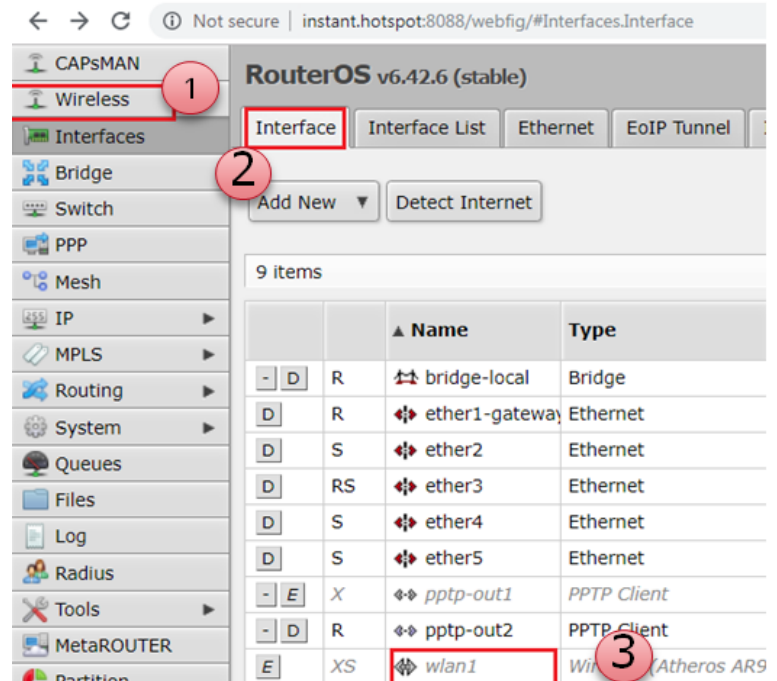 Not secure | instant.hotspot:8088/webfig/#Interfaces.Interface
CAPsMAN
Wireless
Interfaces
Bridge
Switch
PPP
Mesh
IP
MPLS
Routing
System
Queues
Files
Log
Radius
Tools
MetaROUTER
Partition
1
RouterOS v6.42.6 (stable)
Interface Interface List Ethernet EoIP Tunnel
2
Add New ▼ Detect Internet
9 items
▲ Name Type
- D R bridge-local Bridge
D R ether1-gateway Ethernet
D S ether2 Ethernet
D RS ether3 Ethernet
D S ether4 Ethernet
D S ether5 Ethernet
- E X pptp-out1 PPTP Client
- D R pptp-out2 PPTP Client
E XS wlan1 (Atheros AR9
3